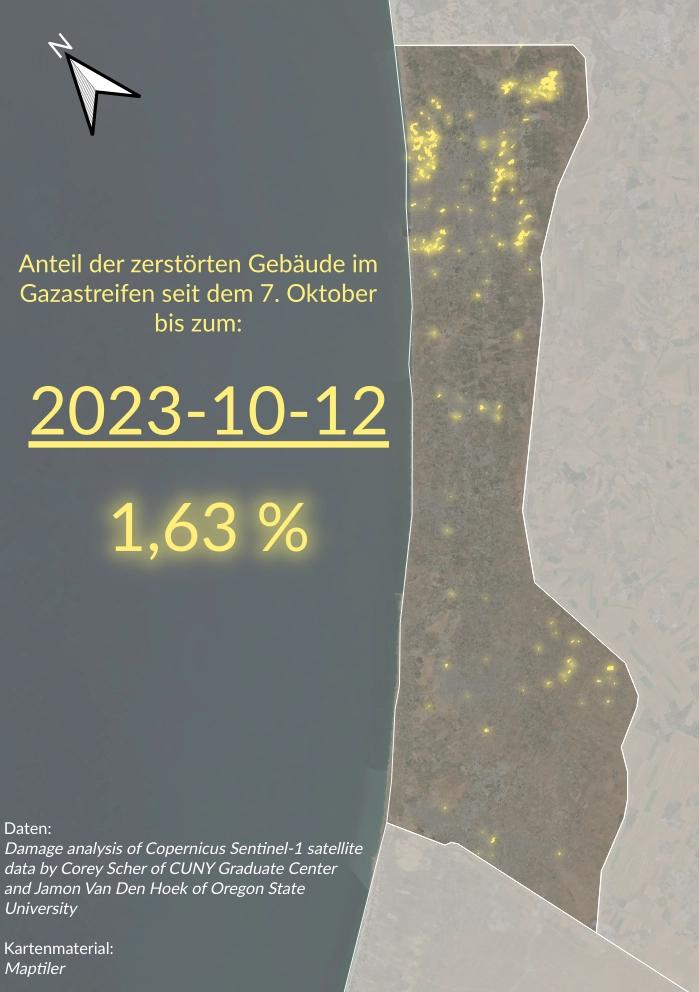 N
Anteil der zerstörten Gebäude im
Gazastreifen seit dem 7. Oktober
bis zum:
2023-10-12
1,63 %
Daten:
Damage analysis of Copernicus Sentinel-1 satellite
data by Corey Scher of CUNY Graduate Center
and Jamon Van Den Hoek of Oregon State
University
Kartenmaterial:
Maptiler